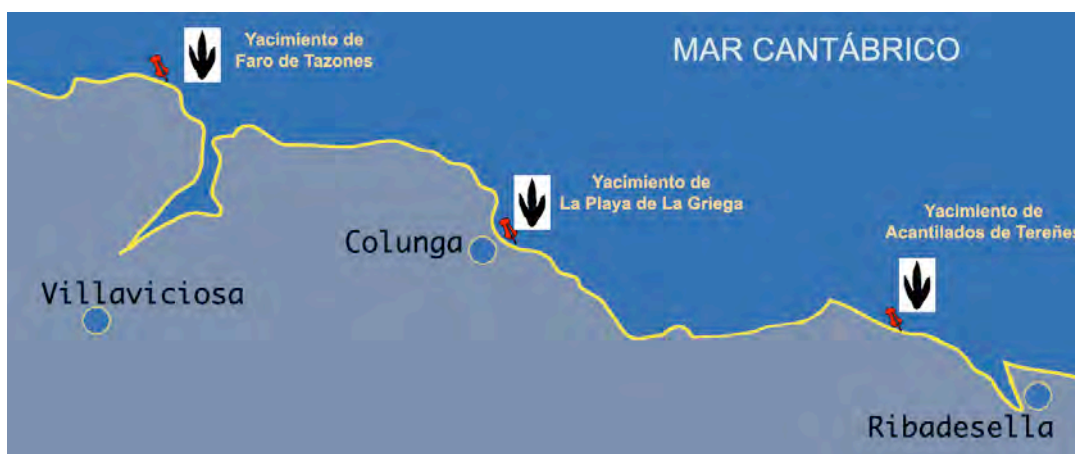 Yacimiento de
Faro de Tazones
MAR CANTÁBRICO
Yacimiento de
La Playa de La Griega
Yacimiento de
Acantilados de Tereñes
Colunga
Villaviciosa
Ribadesella